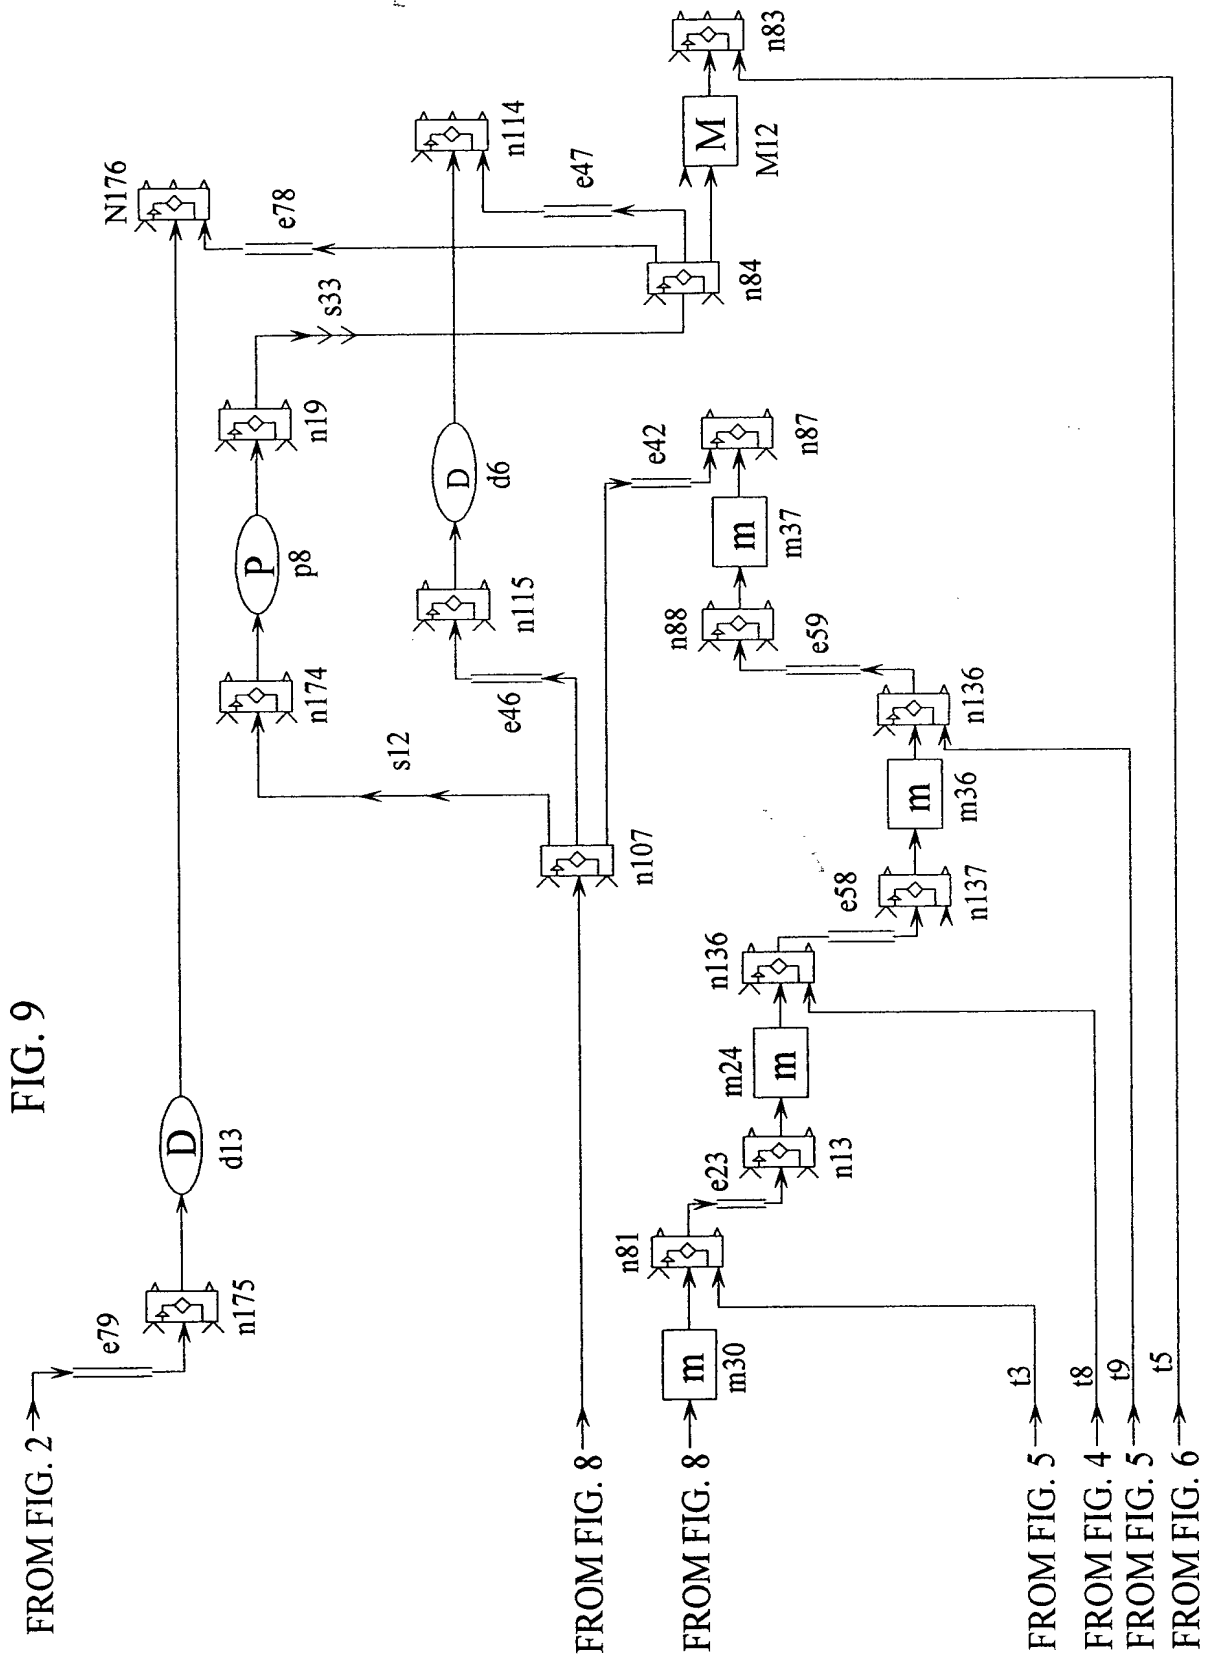 FIG. 9
FROM FIG. 2
e79
n175
D
d13
N176
e78
n174
P
p8
n19
s33
s12
e46
n115
D
d6
n114
e47
FROM FIG. 8
n107
e42
n84
M
M12
n83
FROM FIG. 8
m
m30
n81
e23
n13
m
m24
n136
e58
n137
m
m36
n136
e59
n88
m
m37
n87
FROM FIG. 5
t3
FROM FIG. 4
t8
FROM FIG. 5
t9
FROM FIG. 6
t5